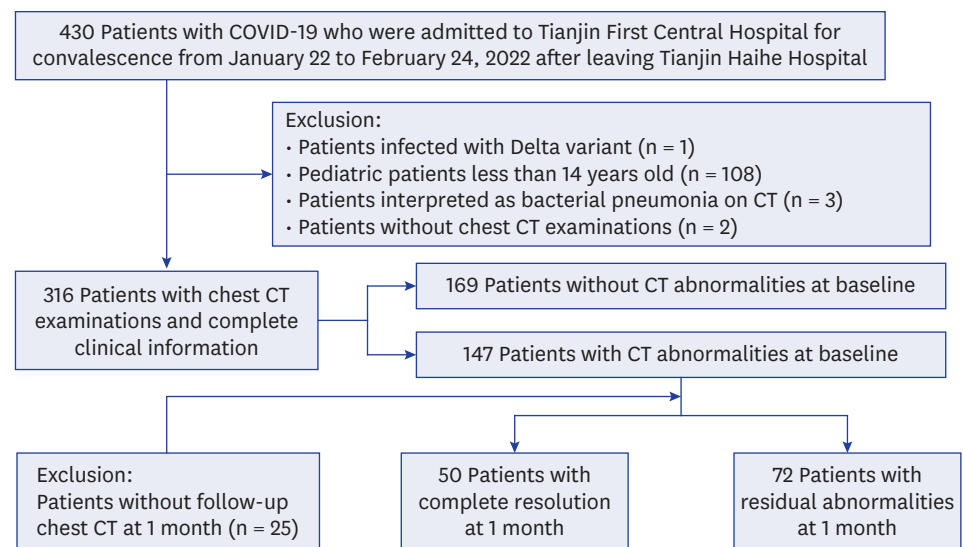 430 Patients with COVID-19 who were admitted to Tianjin First Central Hospital for
convalescence from January 22 to February 24, 2022 after leaving Tianjin Haihe Hospital
Exclusion:
· Patients infected with Delta variant (n = 1)
· Pediatric patients less than 14 years old (n = 108)
· Patients interpreted as bacterial pneumonia on CT (n = 3)
· Patients without chest CT examinations (n = 2)
316 Patients with chest CT
examinations and complete
clinical information
169 Patients without CT abnormalities at baseline
147 Patients with CT abnormalities at baseline
Exclusion:
Patients without follow-up
chest CT at 1 month (n = 25)
50 Patients with
complete resolution
at 1 month
72 Patients with
residual abnormalities
at 1 month